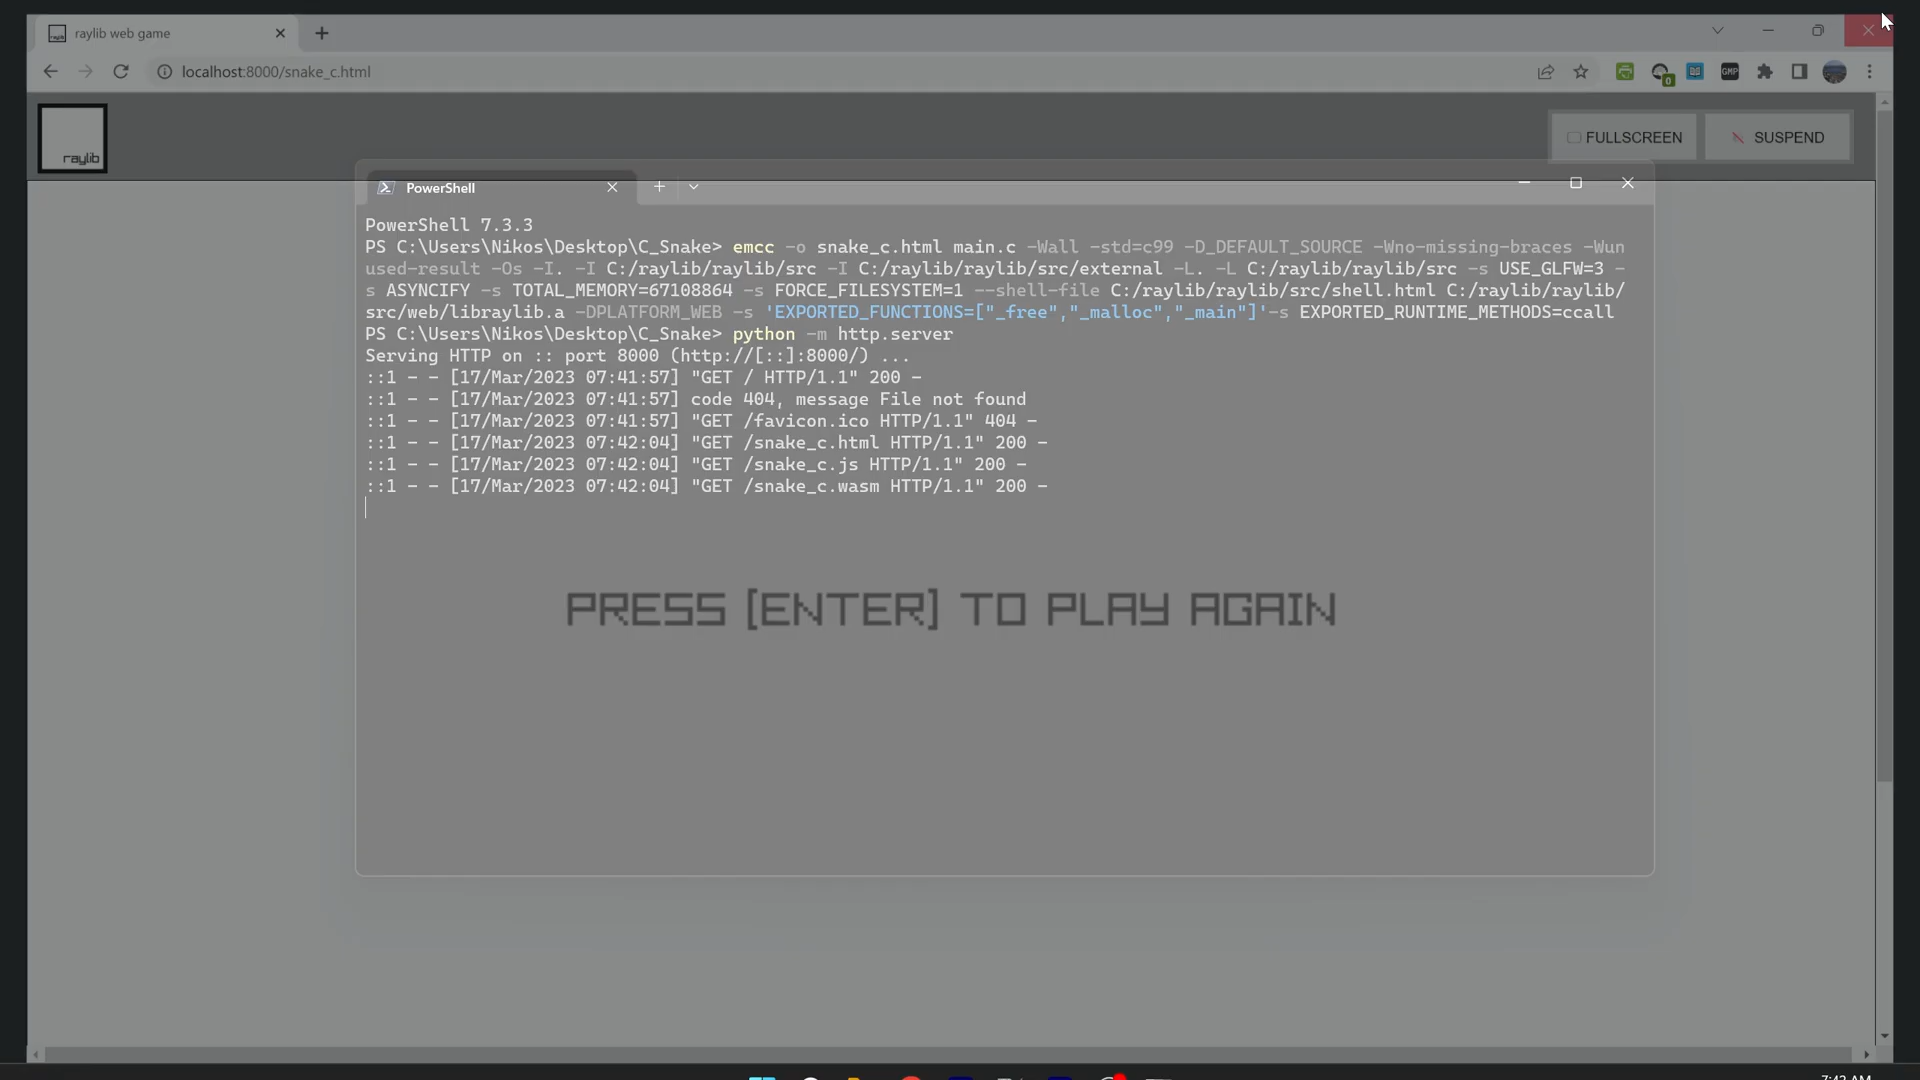 raylib web game
localhost:8000/snake_c.html
0
GMP
raylib
FULLSCREEN
SUSPEND
PowerShell
PowerShell 7.3.3
PS C:\Users\Nikos\Desktop\C_Snake> emcc -o snake_c.html main.c -Wall -std=c99 -D_DEFAULT_SOURCE -Wno-missing-braces -Wun
used-result -Os -I. -I C:/raylib/raylib/src -I C:/raylib/raylib/src/external -L. -L C:/raylib/raylib/src -s USE_GLFW=3 -
s ASYNCIFY -s TOTAL_MEMORY=67108864 -s FORCE_FILESYSTEM=1 --shell-file C:/raylib/raylib/src/shell.html C:/raylib/raylib/
src/web/libraylib.a -DPLATFORM_WEB -s 'EXPORTED_FUNCTIONS=["_free","_malloc","_main"]'-s EXPORTED_RUNTIME_METHODS=ccall
PS C:\Users\Nikos\Desktop\C_Snake> python -m http.server
Serving HTTP on :: port 8000 (http://[::]:8000/) ...
::1 - - [17/Mar/2023 07:41:57] "GET / HTTP/1.1" 200 -
::1 - - [17/Mar/2023 07:41:57] code 404, message File not found
::1 - - [17/Mar/2023 07:41:57] "GET /favicon.ico HTTP/1.1" 404 -
::1 - - [17/Mar/2023 07:42:04] "GET /snake_c.html HTTP/1.1" 200 -
::1 - - [17/Mar/2023 07:42:04] "GET /snake_c.js HTTP/1.1" 200 -
::1 - - [17/Mar/2023 07:42:04] "GET /snake_c.wasm HTTP/1.1" 200 -
PRESS [ENTER] TO PLAY AGAIN